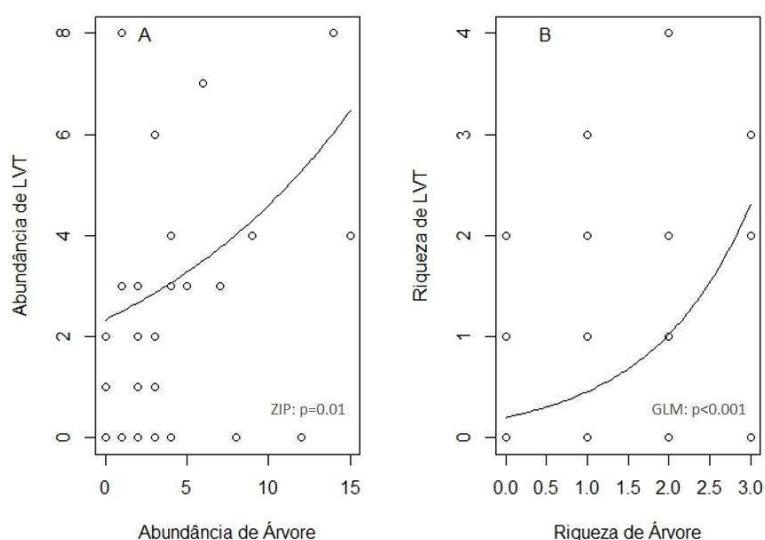 A
Abundância de LVT
8
6
4
2
0
ZIP: p=0.01
0 5 10 15
Abundância de Árvore
B
Riqueza de LVT
4
3
2
1
0
GLM: p<0.001
0.0 0.5 1.0 1.5 2.0 2.5 3.0
Riqueza de Árvore